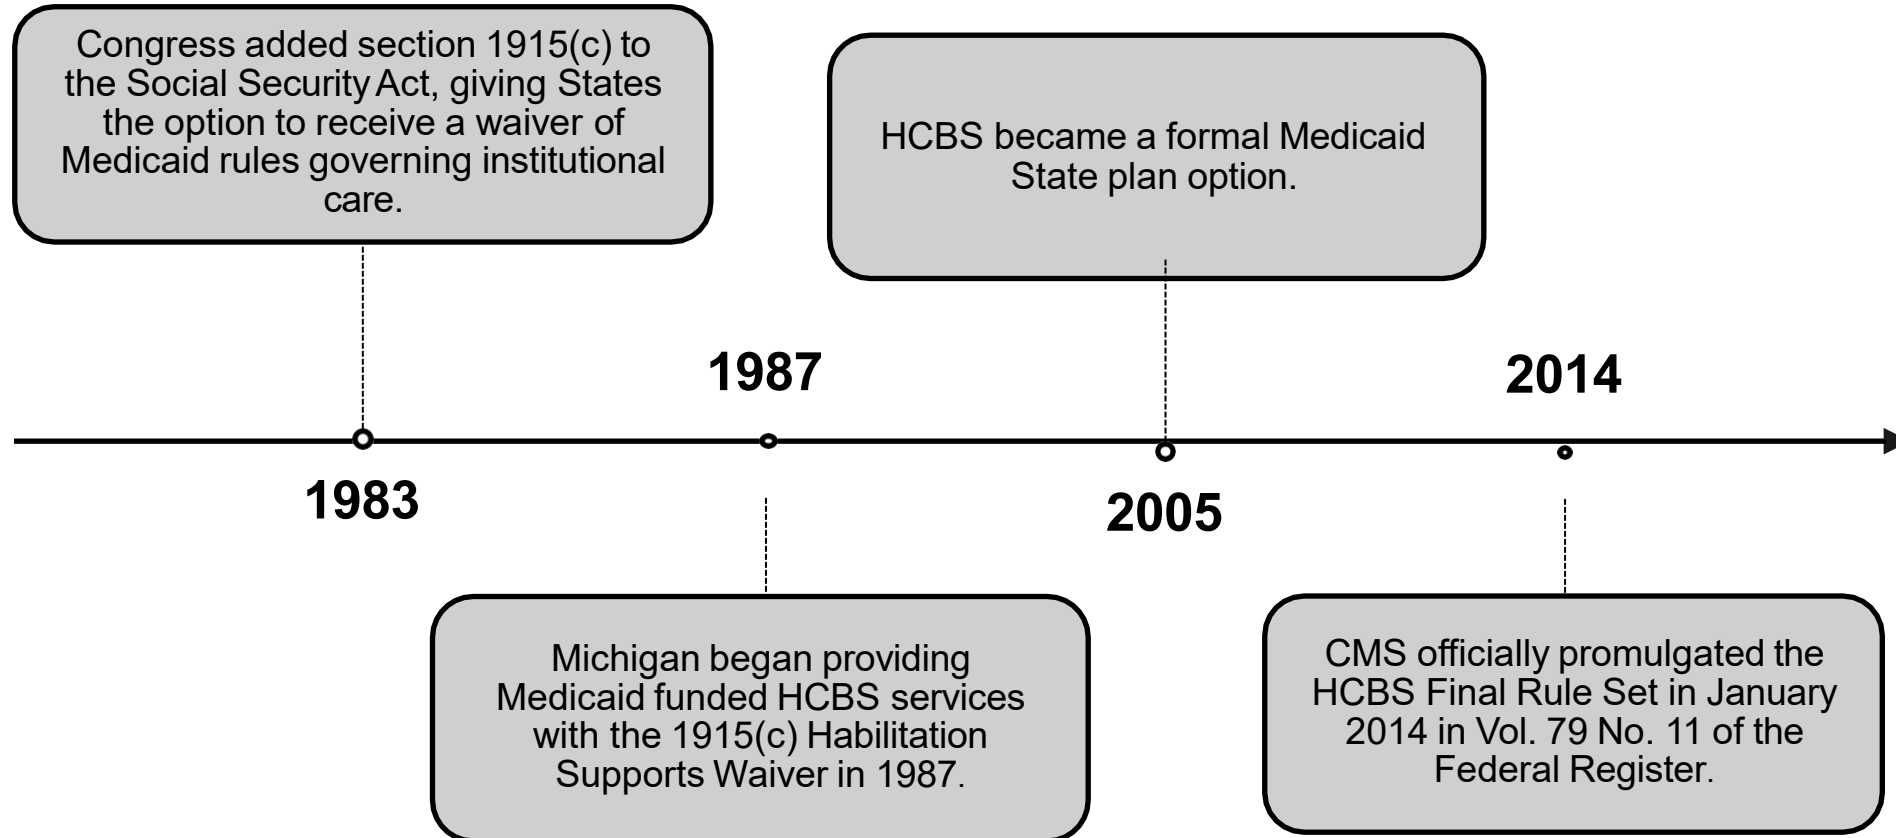 Congress added section 1915(c) to
the Social Security Act, giving States
the option to receive a waiver of
Medicaid rules governing institutional
care.
HCBS became a formal Medicaid
State plan option.
1987
2014
1983
2005
Michigan began providing
Medicaid funded HCBS services
with the 1915(c) Habilitation
Supports Waiver in 1987.
CMS officially promulgated the
HCBS Final Rule Set in January
2014 in Vol. 79 No. 11 of the
Federal Register.